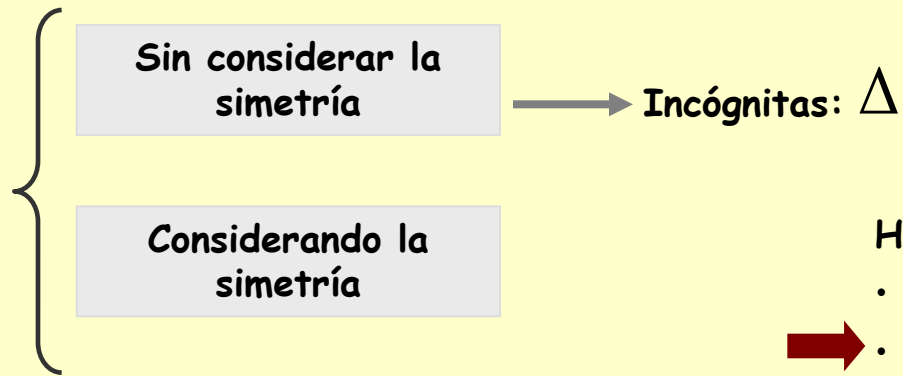 Sin considerar la
simetría
Incógnitas: Δ
Considerando la
simetría
H
•
•